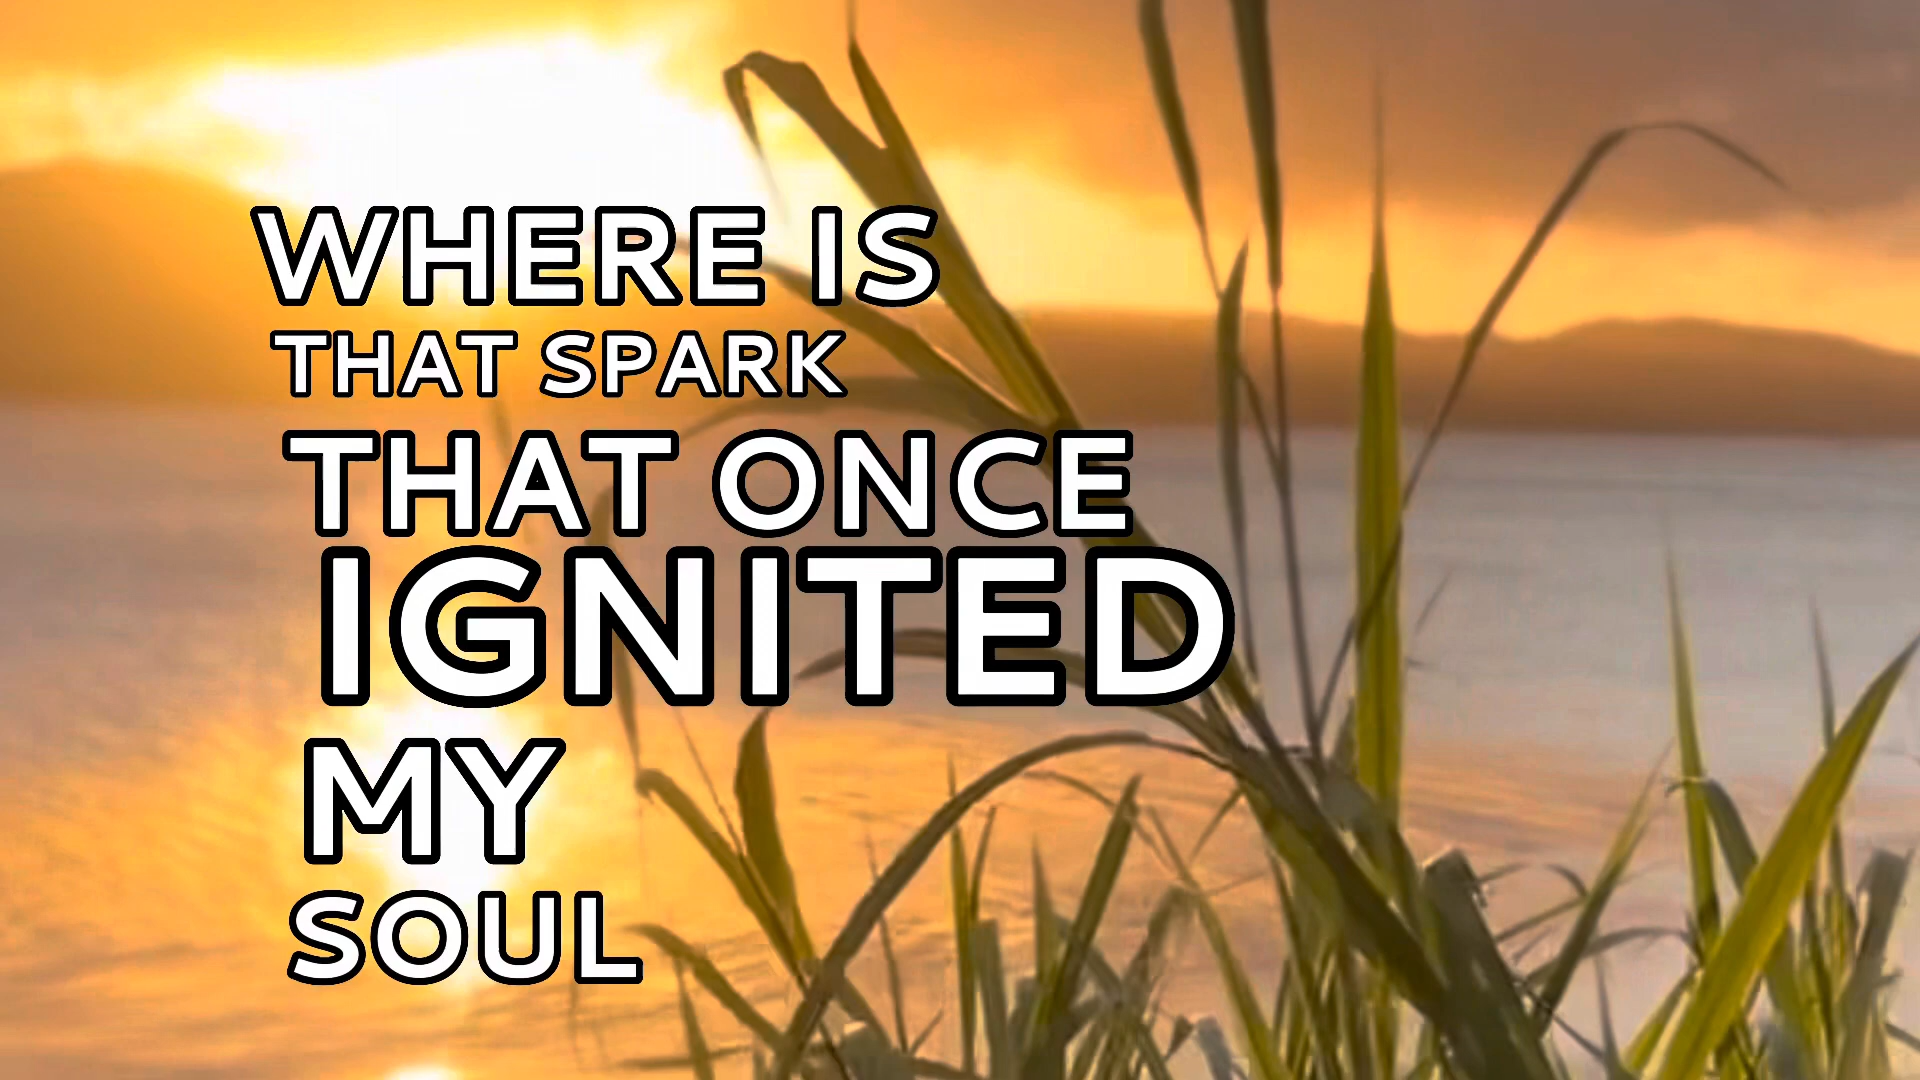 WHERE IS
THAT SPARK
THAT ONCE
IGNITED
MY
SOUL